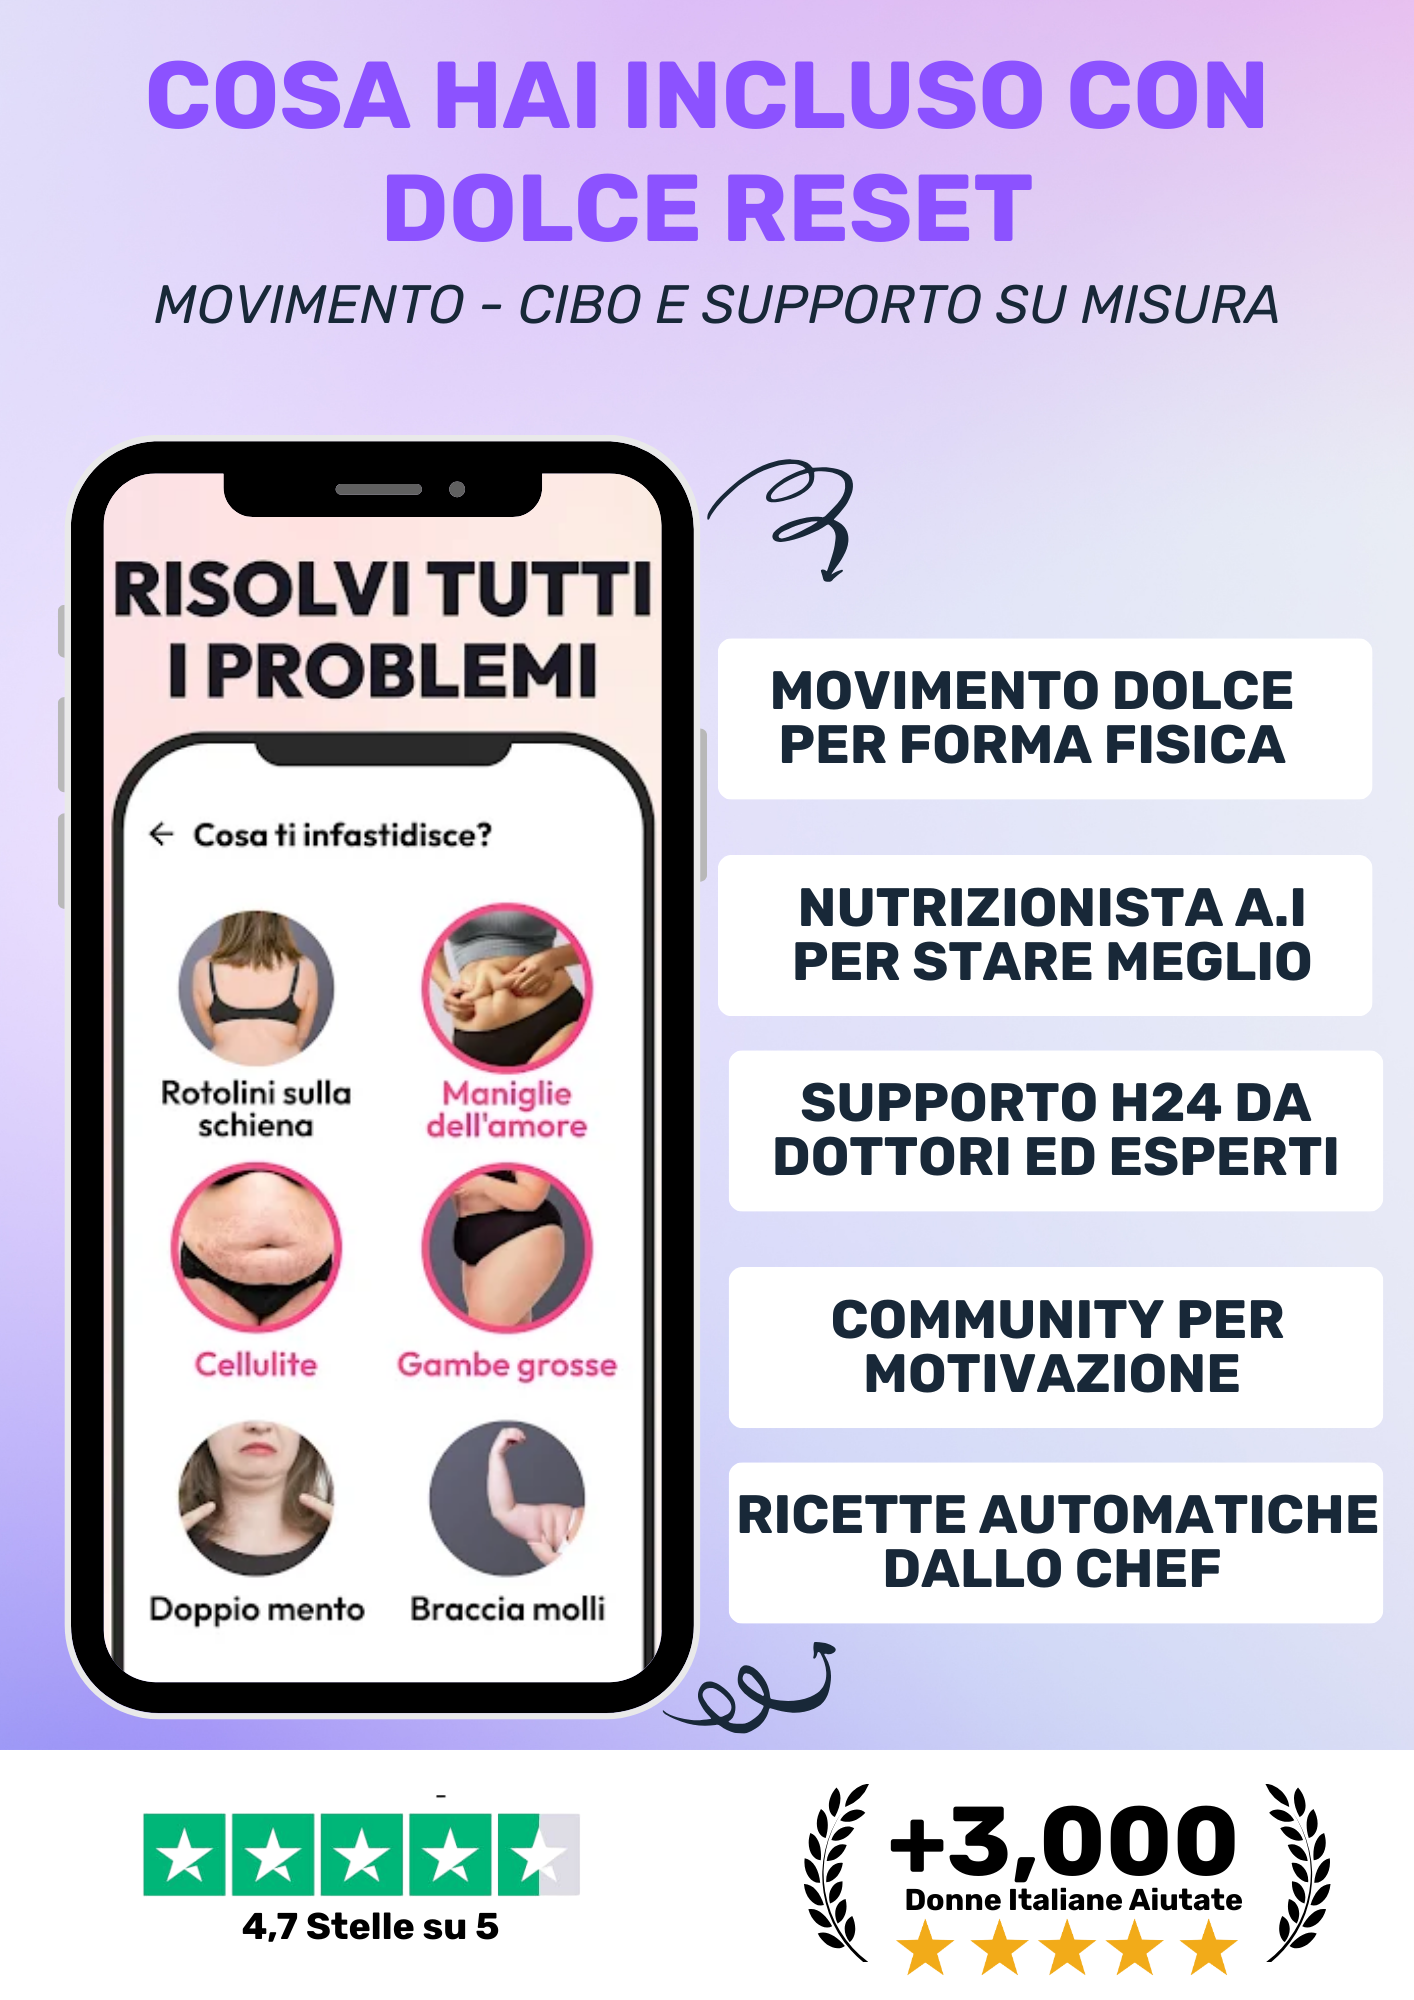 COSA HAI INCLUSO CON
DOLCE RESET
MOVIMENTO - CIBO E SUPPORTO SU MISURA
RISOLVI TUTTI
I PROBLEMI
← Cosa ti infastidisce?
Rotolini sulla
schiena
Maniglie
dell'amore
Cellulite
Gambe grosse
Doppio mento
Braccia molli
MOVIMENTO DOLCE
PER FORMA FISICA
NUTRIZIONISTA A.I
PER STARE MEGLIO
SUPPORTO H24 DA
DOTTORI ED ESPERTI
COMMUNITY PER
MOTIVAZIONE
RICETTE AUTOMATICHE
DALLO CHEF
-
4,7 Stelle su 5
+3,000
Donne Italiane Aiutate